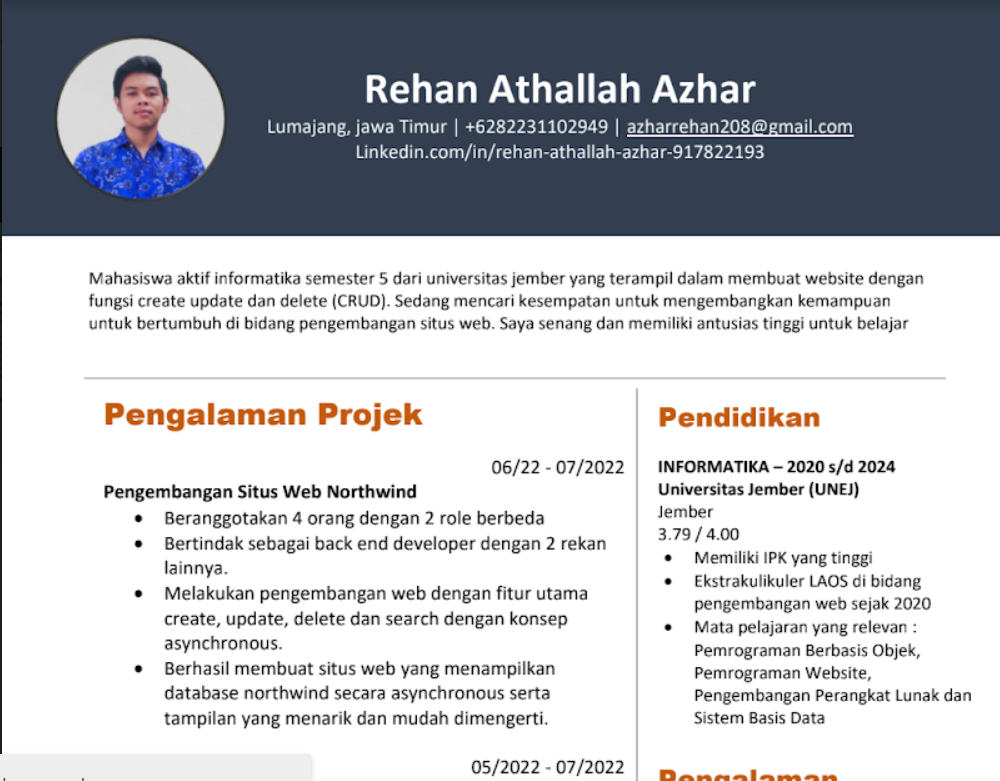 Rehan Athallah Azhar
Lumajang, jawa Timur | +6282231102949 | azharrehan208@gmail.com
Linkedin.com/in/rehan-athallah-azhar-917822193
Mahasiswa aktif informatika semester 5 dari universitas jember yang terampil dalam membuat website dengan
fungsi create update dan delete (CRUD). Sedang mencari kesempatan untuk mengembangkan kemampuan
untuk bertumbuh di bidang pengembangan situs web. Saya senang dan memiliki antusias tinggi untuk belajar
Pengalaman Projek
06/22 - 07/2022
Pengembangan Situs Web Northwind
• Beranggotakan 4 orang dengan 2 role berbeda
• Bertindak sebagai back end developer dengan 2 rekan
lainnya.
• Melakukan pengembangan web dengan fitur utama
create, update, delete dan search dengan konsep
asynchronous.
• Berhasil membuat situs web yang menampilkan
database northwind secara asynchronous serta
tampilan yang menarik dan mudah dimengerti.
05/2022 - 07/2022
Pendidikan
INFORMATIKA – 2020 s/d 2024
Universitas Jember (UNEJ)
Jember
3.79 / 4.00
• Memiliki IPK yang tinggi
• Ekstrakulikuler LAOS di bidang
pengembangan web sejak 2020
• Mata pelajaran yang relevan :
Pemrograman Berbasis Objek,
Pemrograman Website,
Pengembangan Perangkat Lunak dan
Sistem Basis Data
Pengalaman